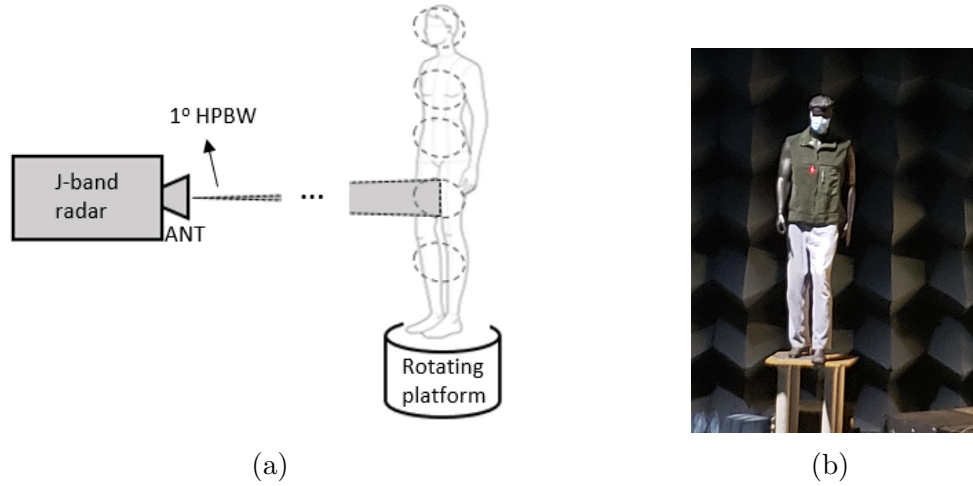 1º HPBW
J-band
radar
...
ANT
Rotating
platform
(a)
(b)